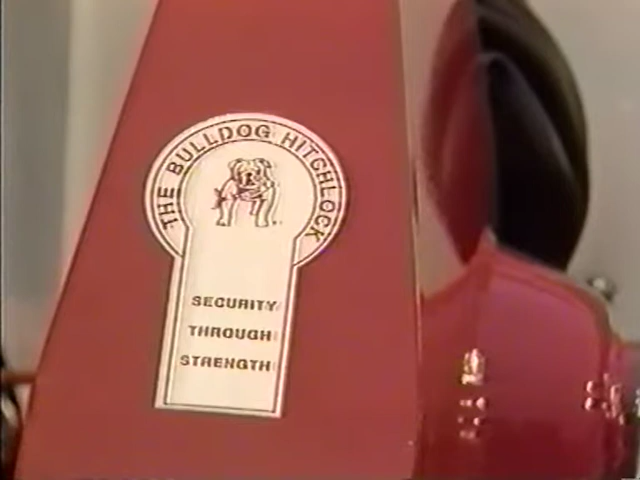 THE BULLDOG HITCHLOCK
SECURITY
THROUGH
STRENGTH